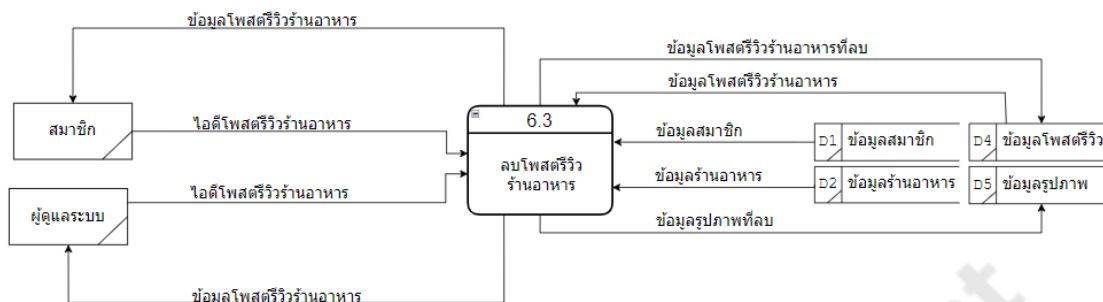 ข้อมูลโพสต์รีวิวร้านอาหาร
ข้อมูลโพสต์รีวิวร้านอาหารที่ลบ
ข้อมูลโพสต์รีวิวร้านอาหาร
สมาชิก
ไอดีโพสต์รีวิวร้านอาหาร
6.3
ข้อมูลสมาชิก
D1 ข้อมูลสมาชิก
D4 ข้อมูลโพสต์รีวิว
ลบโพสต์รีวิว
ร้านอาหาร
ผู้ดูแลระบบ
ไอดีโพสต์รีวิวร้านอาหาร
ข้อมูลร้านอาหาร
D2 ข้อมูลร้านอาหาร
D5 ข้อมูลรูปภาพ
ข้อมูลรูปภาพที่ลบ
ข้อมูลโพสต์รีวิวร้านอาหาร